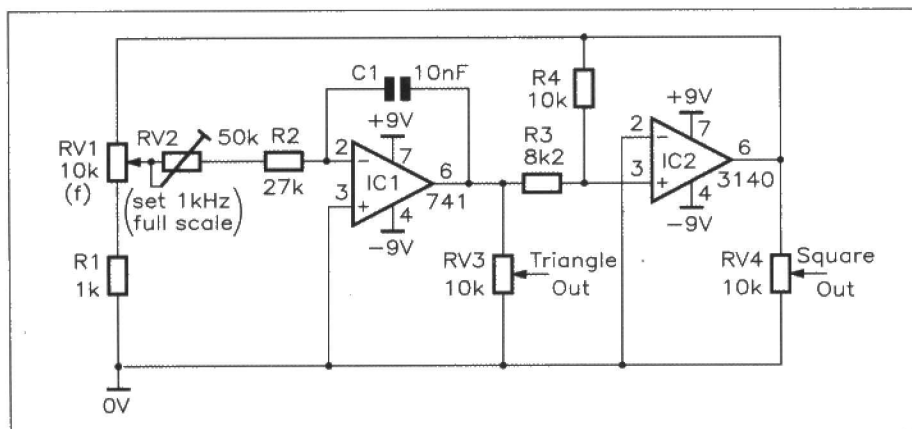 C1 10nF
R4
10k
+9V
+9V
RV1
10k
(f)
RV2 50k
R2
27k
R3
8k2
2
7
IC1
6
3
4
741
2
7
IC2
6
3
4
3140
(set 1kHz
full scale)
-9V
-9V
R1
1k
RV3
10k
Triangle
Out
RV4
10k
Square
Out
-
+
-
+
0V